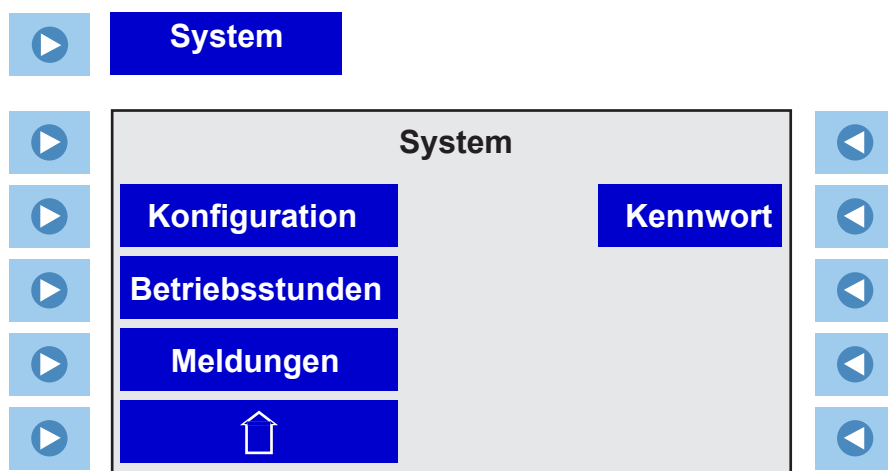 System
System
Konfiguration
Kennwort
Betriebsstunden
Meldungen